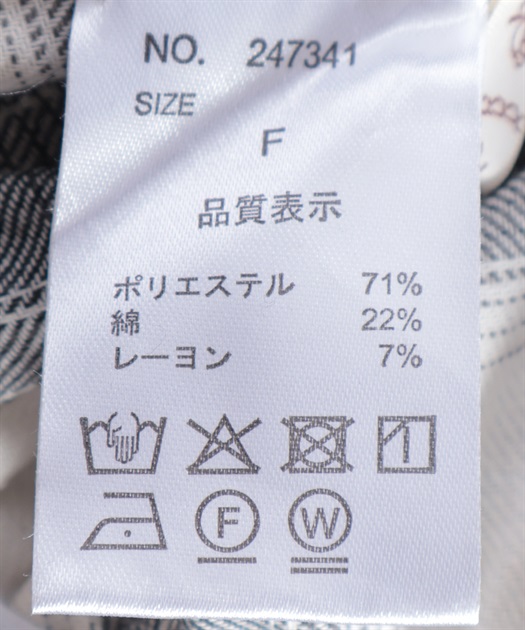 NO. 247341
SIZE
F
品質表示
ポリエステル 71%
綿 22%
レーヨン 7%
F W